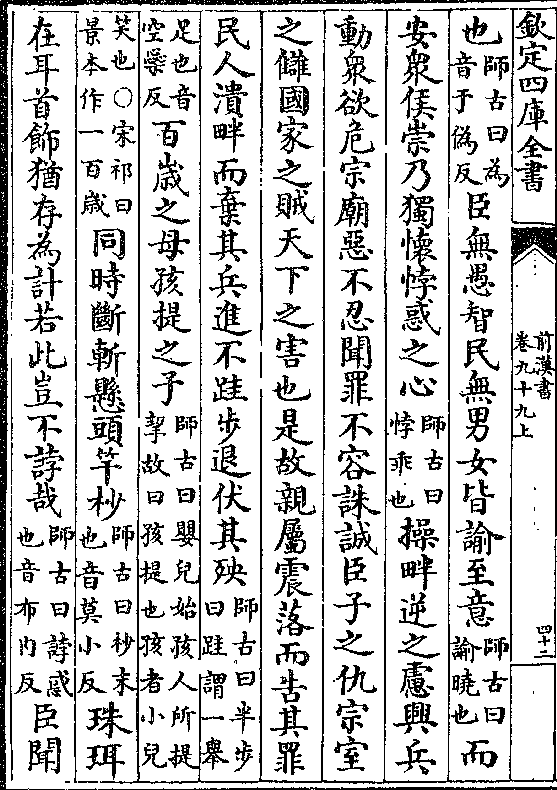 欽定四庫全書
前漢書
卷九十九上
四十二
也師古曰為音于偽反臣無愚智民無男女皆諭至意師古曰諭曉也而
安衆侯崇乃獨懷悖惑之心師古曰悖乖也操畔逆之慮興兵
動衆欲危宗廟惡不忍聞罪不容誅誠臣子之仇宗室
之讎國家之賊天下之害也是故親屬震落而告其罪
民人潰畔而棄其兵進不跬步退伏其殃師古曰半步曰跬謂一舉
足也音空橤反百歲之母孩提之子師古曰嬰兒始孩人所提挈故曰孩提也孩者小兒
笑也○宋祁曰景本作一百歲同時斷斬懸頭竿杪師古曰杪末也音莫小反珠珥
在耳首飾猶存為計若此豈不誖哉師古曰誖惑也音布内反臣聞